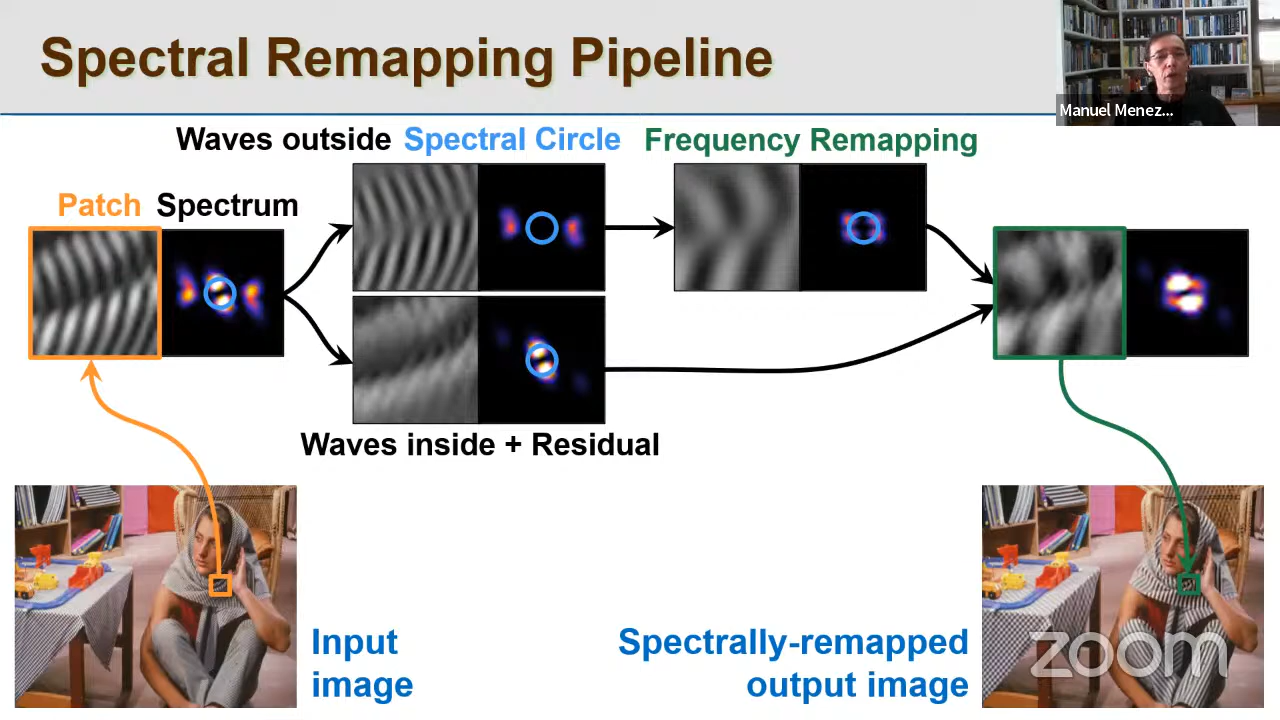 Spectral Remapping Pipeline
Manuel Menez...
Waves outside Spectral Circle Frequency Remapping
Patch Spectrum
Waves inside + Residual
Input
image
Spectrally-remapped
output image
zoom